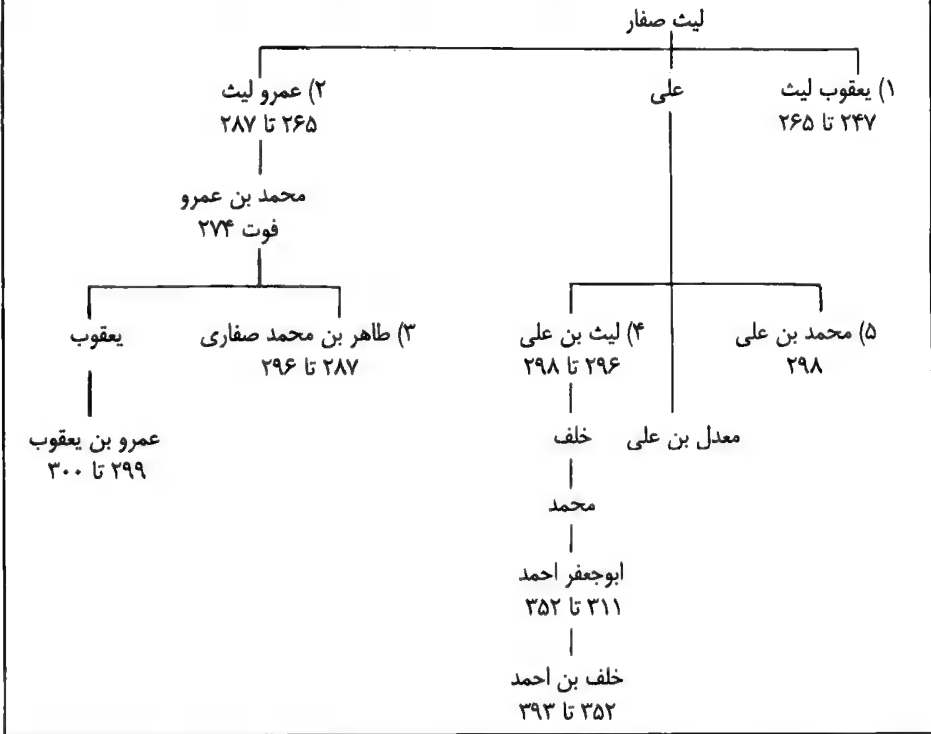 لیث صفار
۱) یعقوب لیث
۲۴۷ تا ۲۶۵
علی
۲) عمرو لیث
۲۶۵ تا ۲۸۷
محمد بن عمرو
فوت ۲۷۴
۵) محمد بن علی
۲۹۸
۴) لیث بن علی
۲۹۶ تا ۲۹۸
۳) طاهر بن محمد صفاری
۲۸۷ تا ۲۹۶
یعقوب
معدل بن علی
خلف
عمرو بن یعقوب
۲۹۹ تا ۳۰۰
محمد
ابوجعفر احمد
۳۱۱ تا ۳۵۲
خلف بن احمد
۳۵۲ تا ۳۹۳